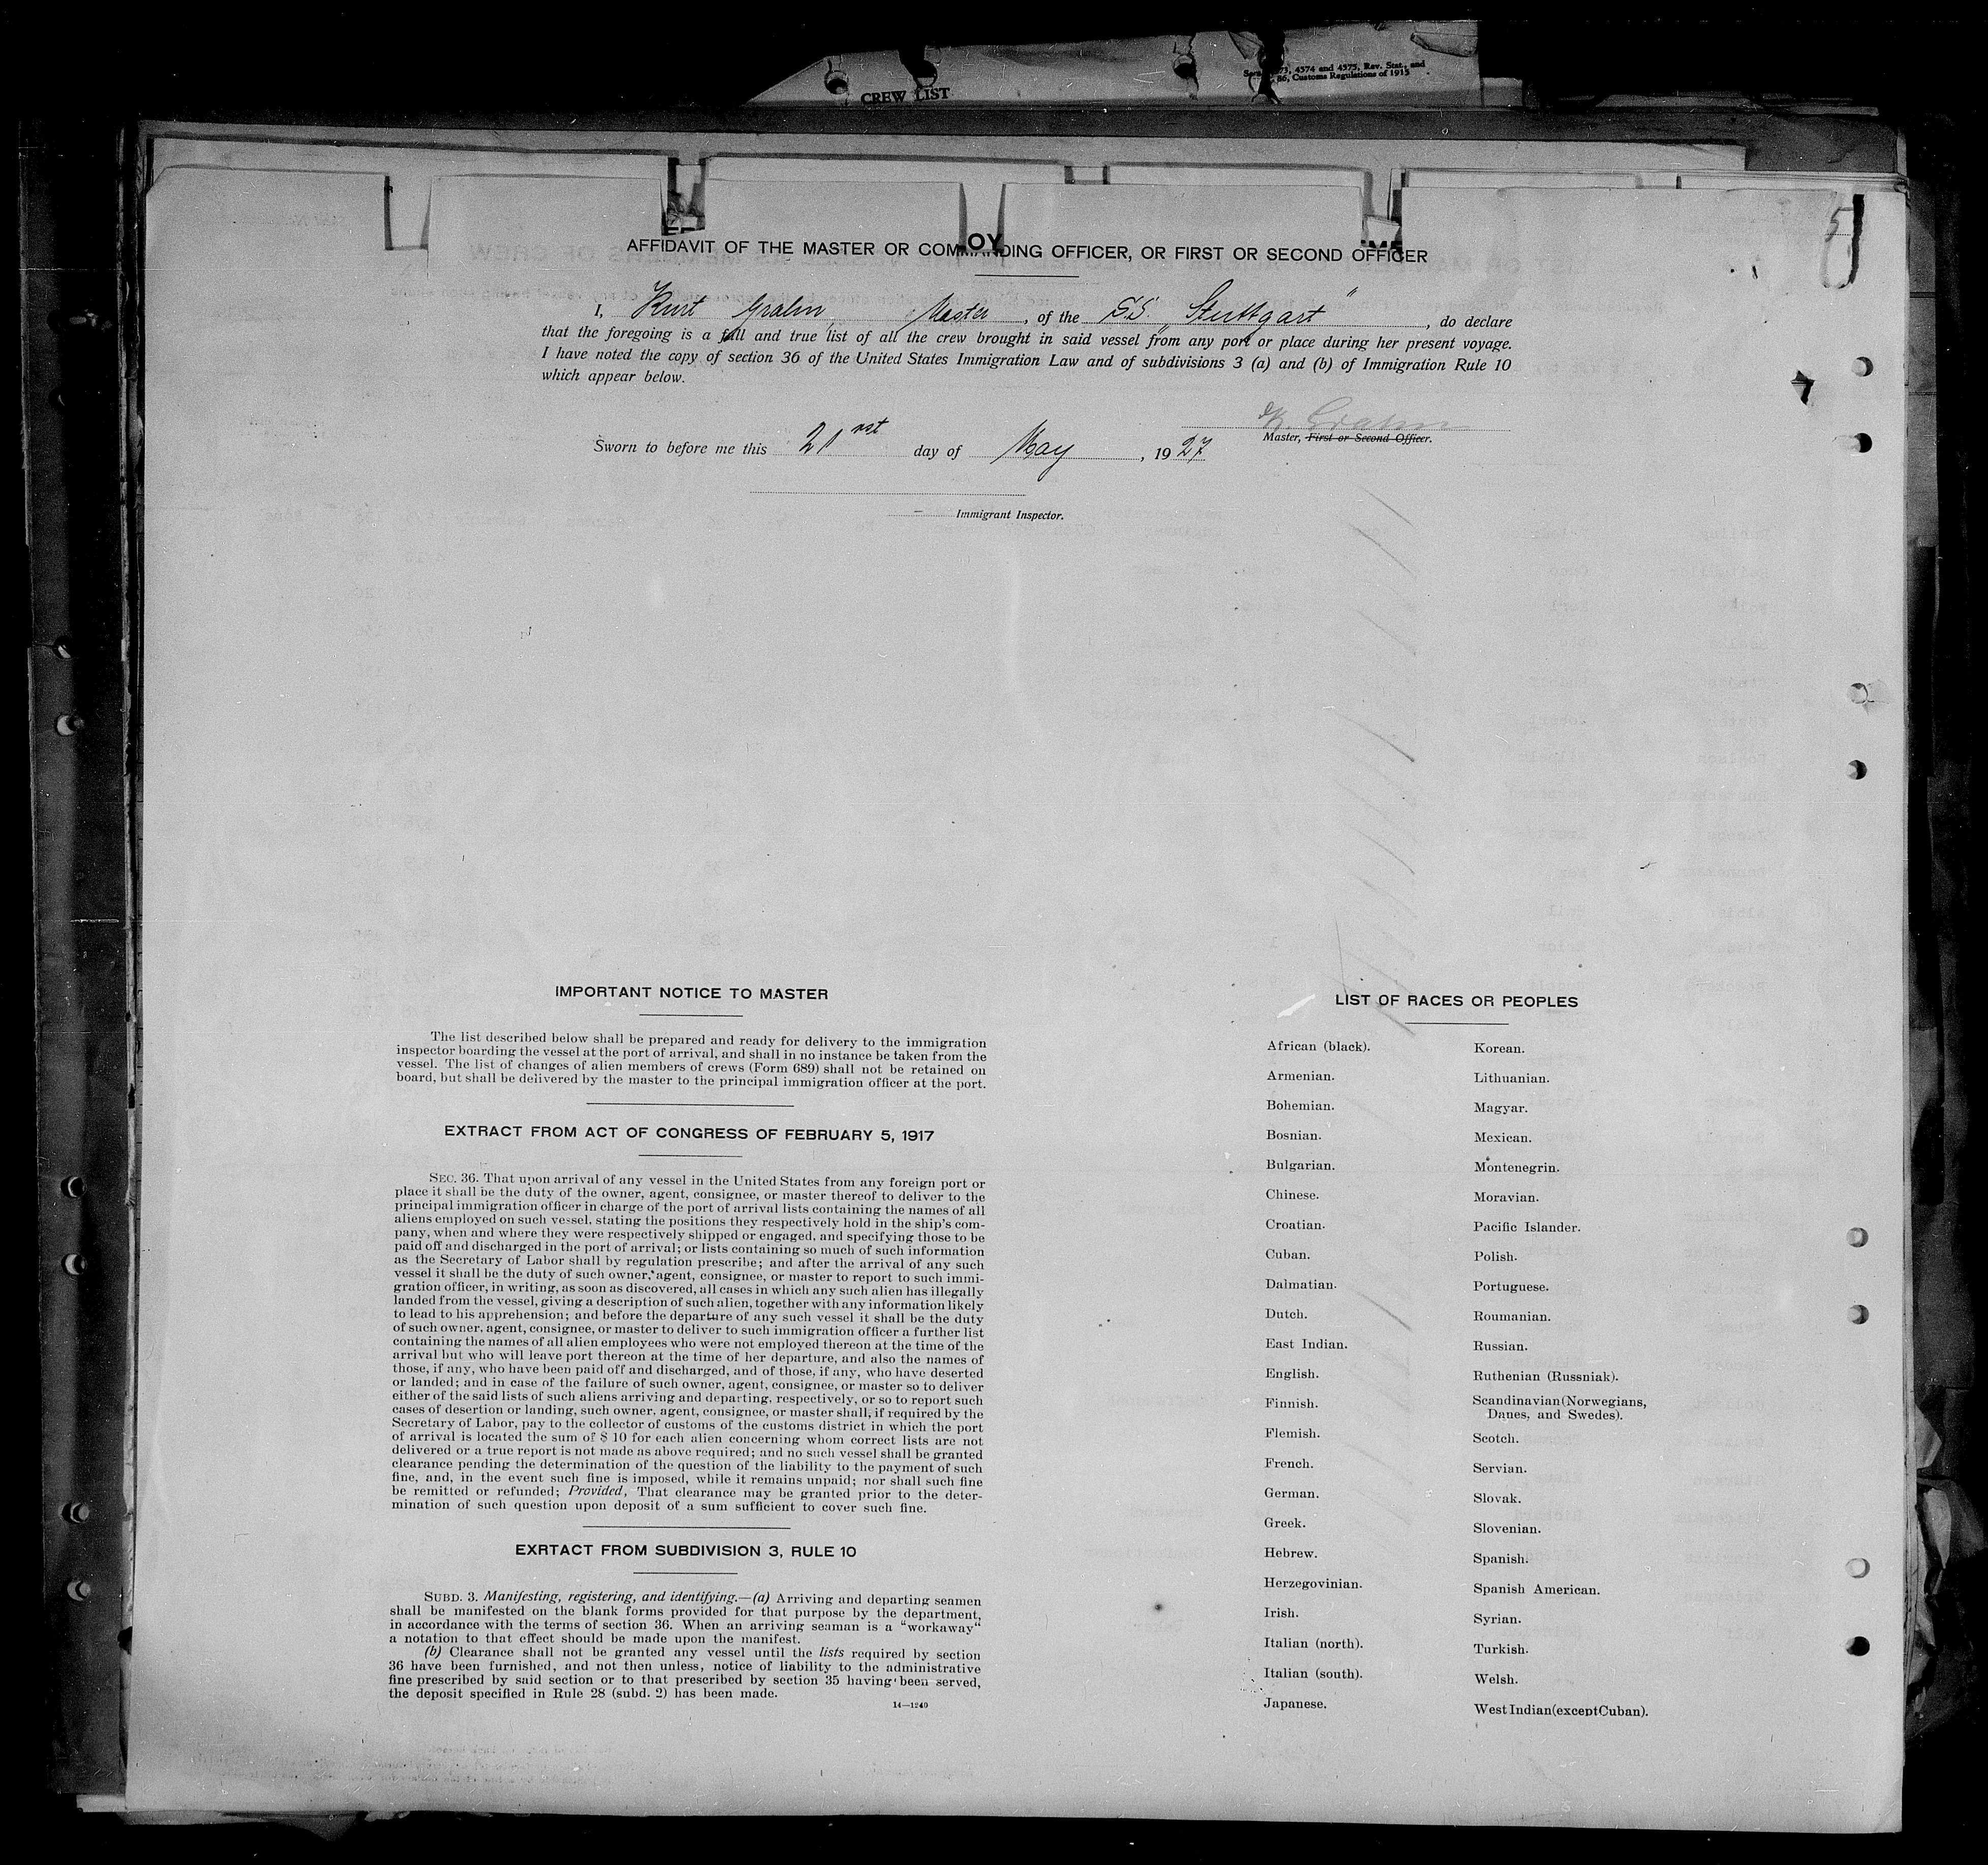 CREW LIST
4574 and 4575, Rev. Stat., and
86, Customs Regulations of 1915
5
AFFIDAVIT OF THE MASTER OR COMMANDING OFFICER, OR FIRST OR SECOND OFFICER
I, Kurt Grahn, Master, of the S.S. „Stuttgart", do declare
that the foregoing is a full and true list of all the crew brought in said vessel from any port or place during her present voyage.
I have noted the copy of section 36 of the United States Immigration Law and of subdivisions 3 (a) and (b) of Immigration Rule 10
which appear below.
K. Grahn
Master, First or Second Officer.
Sworn to before me this 21st day of May, 1927
Immigrant Inspector.
IMPORTANT NOTICE TO MASTER
The list described below shall be prepared and ready for delivery to the immigration
inspector boarding the vessel at the port of arrival, and shall in no instance be taken from the
vessel. The list of changes of alien members of crews (Form 689) shall not be retained on
board, but shall be delivered by the master to the principal immigration officer at the port.
EXTRACT FROM ACT OF CONGRESS OF FEBRUARY 5, 1917
SEC. 36. That upon arrival of any vessel in the United States from any foreign port or
place it shall be the duty of the owner, agent, consignee, or master thereof to deliver to the
principal immigration officer in charge of the port of arrival lists containing the names of all
aliens employed on such vessel, stating the positions they respectively hold in the ship's com-
pany, when and where they were respectively shipped or engaged, and specifying those to be
paid off and discharged in the port of arrival; or lists containing so much of such information
as the Secretary of Labor shall by regulation prescribe; and after the arrival of any such
vessel it shall be the duty of such owner, agent, consignee, or master to report to such immi-
gration officer, in writing, as soon as discovered, all cases in which any such alien has illegally
landed from the vessel, giving a description of such alien, together with any information likely
to lead to his apprehension; and before the departure of any such vessel it shall be the duty
of such owner, agent, consignee, or master to deliver to such immigration officer a further list
containing the names of all alien employees who were not employed thereon at the time of the
arrival but who will leave port thereon at the time of her departure, and also the names of
those, if any, who have been paid off and discharged, and of those, if any, who have deserted
or landed; and in case of the failure of such owner, agent, consignee, or master so to deliver
either of the said lists of such aliens arriving and departing, respectively, or so to report such
cases of desertion or landing, such owner, agent, consignee, or master shall, if required by the
Secretary of Labor, pay to the collector of customs of the customs district in which the port
of arrival is located the sum of $ 10 for each alien concerning whom correct lists are not
delivered or a true report is not made as above required; and no such vessel shall be granted
clearance pending the determination of the question of the liability to the payment of such
fine, and, in the event such fine is imposed, while it remains unpaid; nor shall such fine
be remitted or refunded; Provided, That clearance may be granted prior to the deter-
mination of such question upon deposit of a sum sufficient to cover such fine.
EXRTACT FROM SUBDIVISION 3, RULE 10
SUBD. 3. Manifesting, registering, and identifying.—(a) Arriving and departing seamen
shall be manifested on the blank forms provided for that purpose by the department,
in accordance with the terms of section 36. When an arriving seaman is a “workaway“
a notation to that effect should be made upon the manifest.
(b) Clearance shall not be granted any vessel until the lists required by section
36 have been furnished, and not then unless, notice of liability to the administrative
fine prescribed by said section or to that prescribed by section 35 having been served,
the deposit specified in Rule 28 (subd. 2) has been made.
14—1240
LIST OF RACES OR PEOPLES
African (black).
Armenian.
Bohemian.
Bosnian.
Bulgarian.
Chinese.
Croatian.
Cuban.
Dalmatian.
Dutch.
East Indian.
English.
Finnish.
Flemish.
French.
German.
Greek.
Hebrew.
Herzegovinian.
Irish.
Italian (north).
Italian (south).
Japanese.
Korean.
Lithuanian.
Magyar.
Mexican.
Montenegrin.
Moravian.
Pacific Islander.
Polish.
Portuguese.
Roumanian.
Russian.
Ruthenian (Russniak).
Scandinavian (Norwegians,
Danes, and Swedes).
Scotch.
Servian.
Slovak.
Slovenian.
Spanish.
Spanish American.
Syrian.
Turkish.
Welsh.
West Indian (except Cuban).